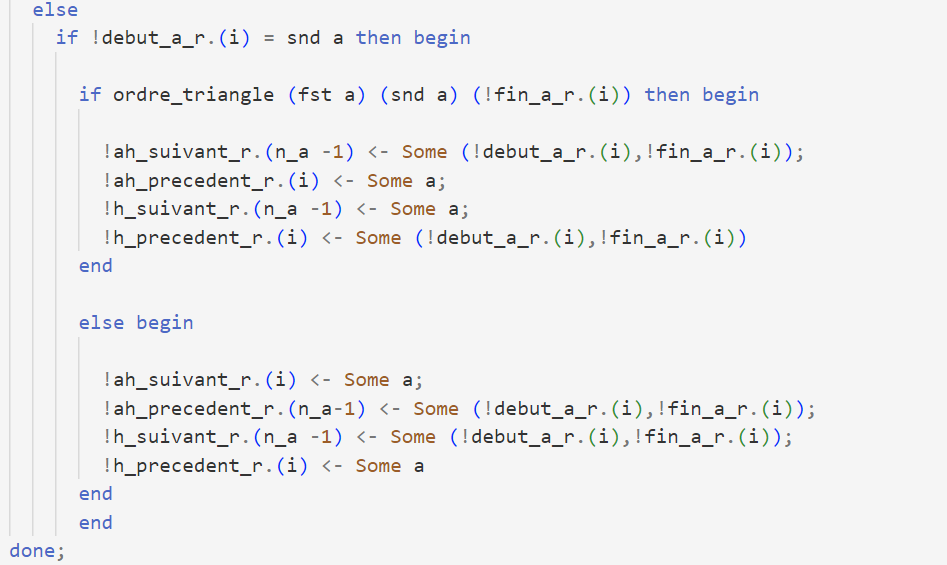 else
if !debut_a_r.(i) = snd a then begin
if ordre_triangle (fst a) (snd a) (!fin_a_r.(i)) then begin
!ah_suivant_r.(n_a -1) <- Some (!debut_a_r.(i),!fin_a_r.(i));
!ah_precedent_r.(i) <- Some a;
!h_suivant_r.(n_a -1) <- Some a;
!h_precedent_r.(i) <- Some (!debut_a_r.(i),!fin_a_r.(i))
end
else begin
!ah_suivant_r.(i) <- Some a;
!ah_precedent_r.(n_a-1) <- Some (!debut_a_r.(i),!fin_a_r.(i));
!h_suivant_r.(n_a -1) <- Some (!debut_a_r.(i),!fin_a_r.(i));
!h_precedent_r.(i) <- Some a
end
end
done;